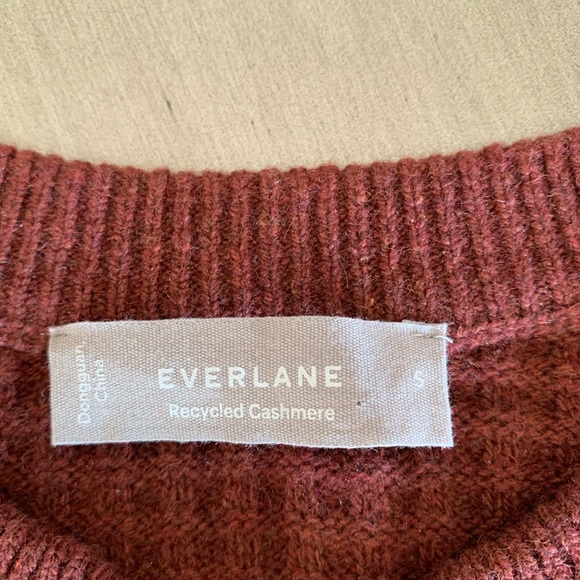 Dongguan,
China
EVERLANE
Recycled Cashmere
S